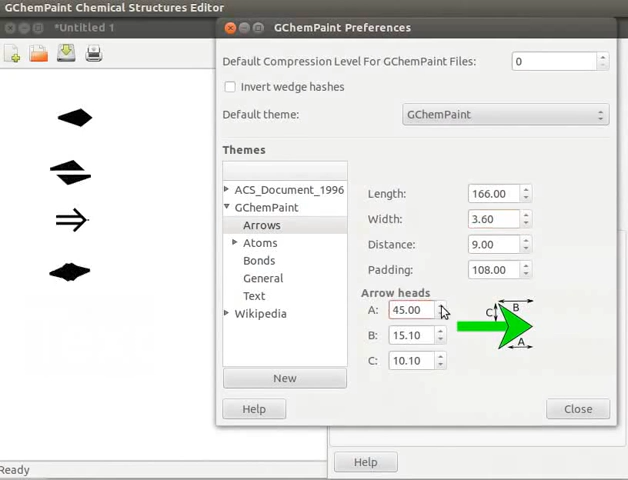 GChemPaint Chemical Structures Editor
*Untitled 1
GChemPaint Preferences
Default Compression Level For GChemPaint Files: 0
Invert wedge hashes
Default theme: GChemPaint
Themes
ACS_Document_1996
GChemPaint
Arrows
Atoms
Bonds
General
Text
Wikipedia
New
Length: 166.00
Width: 3.60
Distance: 9.00
Padding: 108.00
Arrow heads
A: 45.00
B: 15.10
C: 10.10
B
C
A
Help
Close
Help
Ready